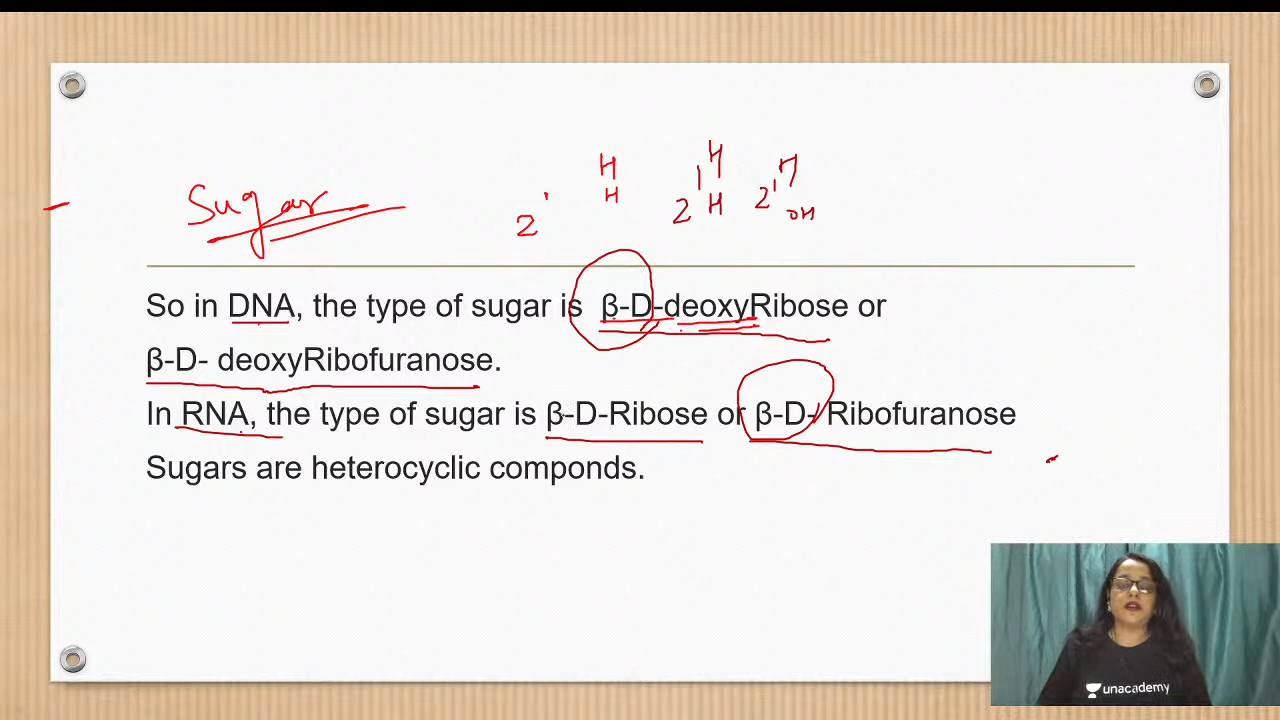 H H H
Sugar H 2' H 2'
2' OH
So in DNA, the type of sugar is β-D-deoxyRibose or
β-D- deoxyRibofuranose.
In RNA, the type of sugar is β-D-Ribose or β-D- Ribofuranose
Sugars are heterocyclic componds.
unacademy